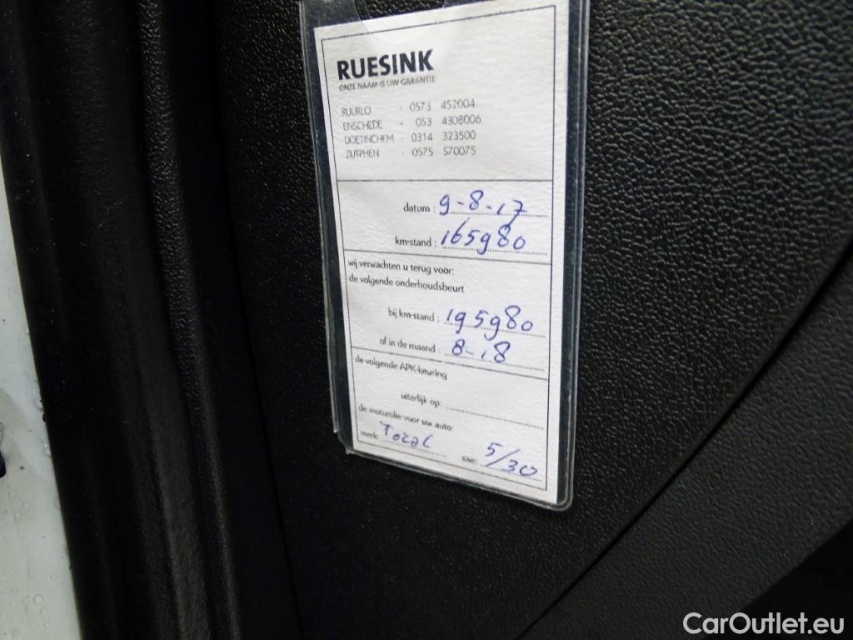 RUESINK
ONZE NAAM IS UW GARANTIE
RUURLO - 0573 452004
ENSCHEDE - 053 4308006
DOETINCHEM - 0314 323500
ZUTPHEN - 0575 570075
datum : 9-8-17
km-stand : 165980
wij verwachten u terug voor:
de volgende onderhoudsbeurt
bij km-stand : 195980
of in de maand : 8-18
de volgende APK-keuring
uiterlijk op:
de motorolie voor uw auto:
merk: Total sae: 5/30
CarOutlet.eu